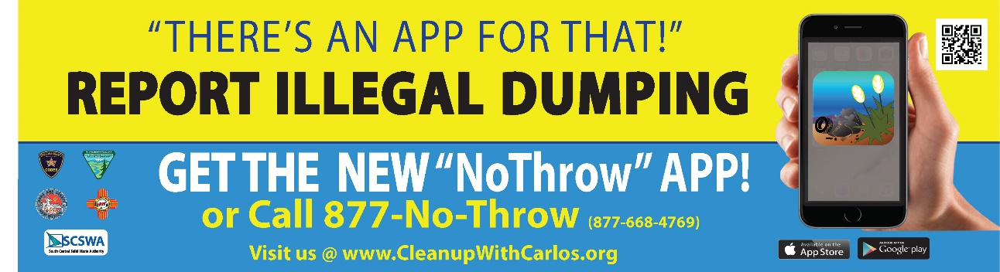 “THERE’S AN APP FOR THAT!”
REPORT ILLEGAL DUMPING
GET THE NEW “NoThrow” APP!
or Call 877-No-Throw (877-668-4769)
Visit us @ www.CleanupWithCarlos.org
CODES
SCSWA
South Central Solid Waste Authority
Available on the
App Store
ANDROID APP ON
Google play